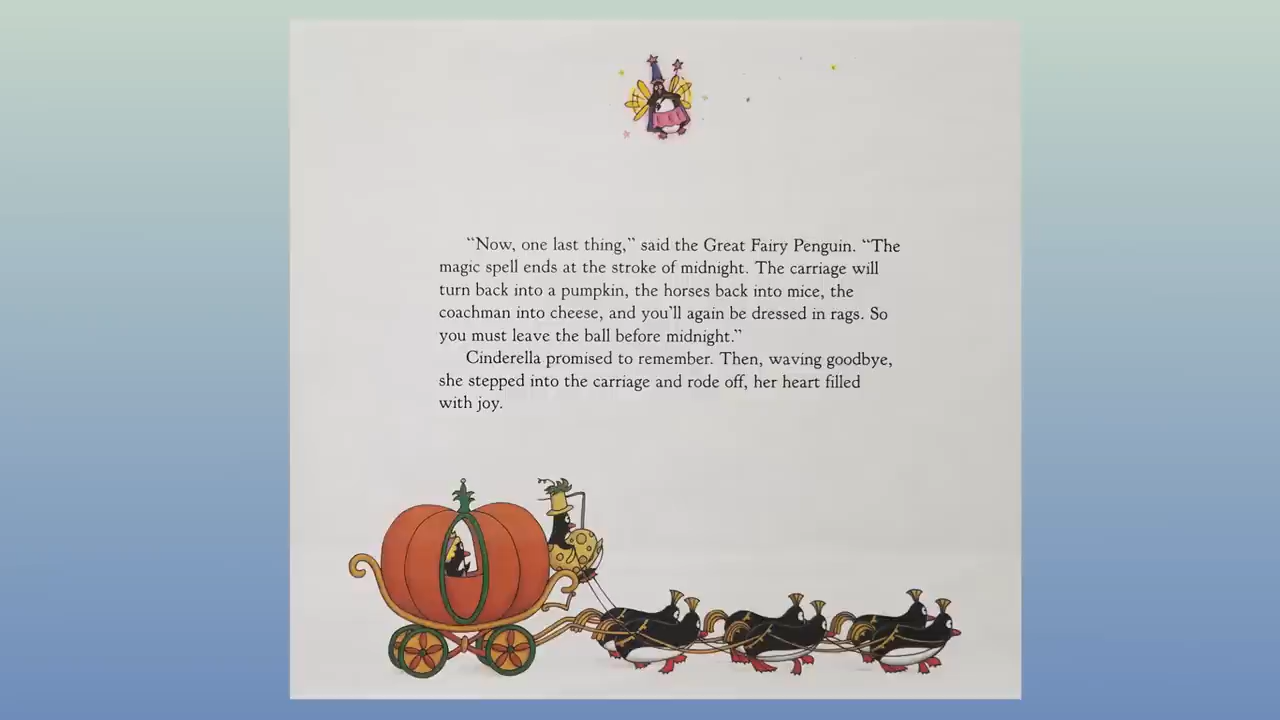 “Now, one last thing,” said the Great Fairy Penguin. “The
magic spell ends at the stroke of midnight. The carriage will
turn back into a pumpkin, the horses back into mice, the
coachman into cheese, and you’ll again be dressed in rags. So
you must leave the ball before midnight.”
Cinderella promised to remember. Then, waving goodbye,
she stepped into the carriage and rode off, her heart filled
with joy.